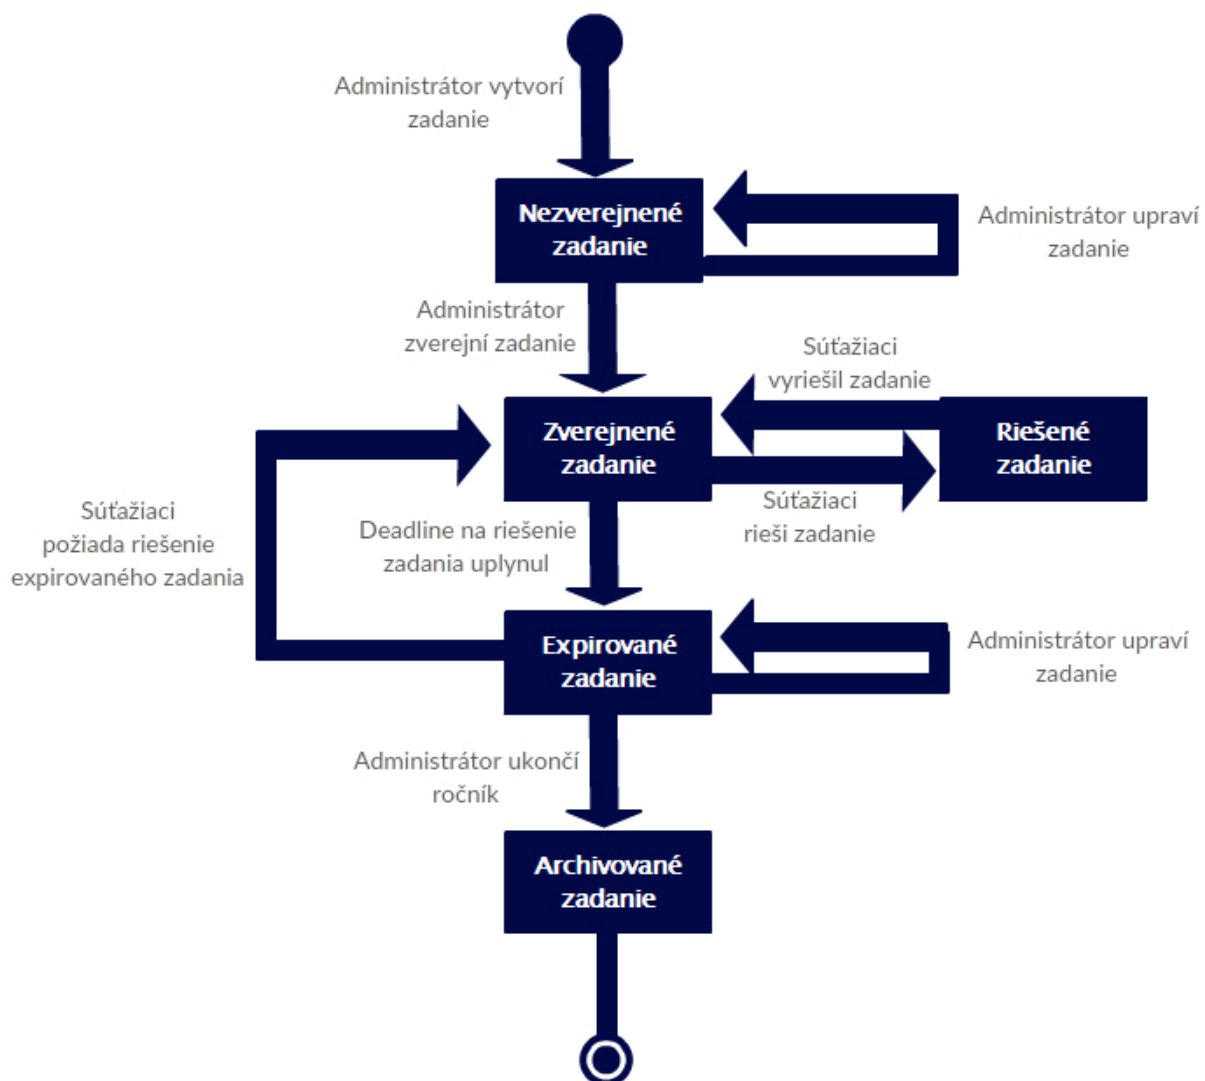 Administrátor vytvorí
zadanie
Nezverejnené
zadanie
Administrátor upraví
zadanie
Administrátor
zverejní zadanie
Súťažiaci
vyriešil zadanie
Zverejnené
zadanie
Riešené
zadanie
Súťažiaci
rieši zadanie
Súťažiaci
požiada riešenie
expirovaného zadania
Deadline na riešenie
zadania uplynul
Expirované
zadanie
Administrátor upraví
zadanie
Administrátor ukončí
ročník
Archivované
zadanie